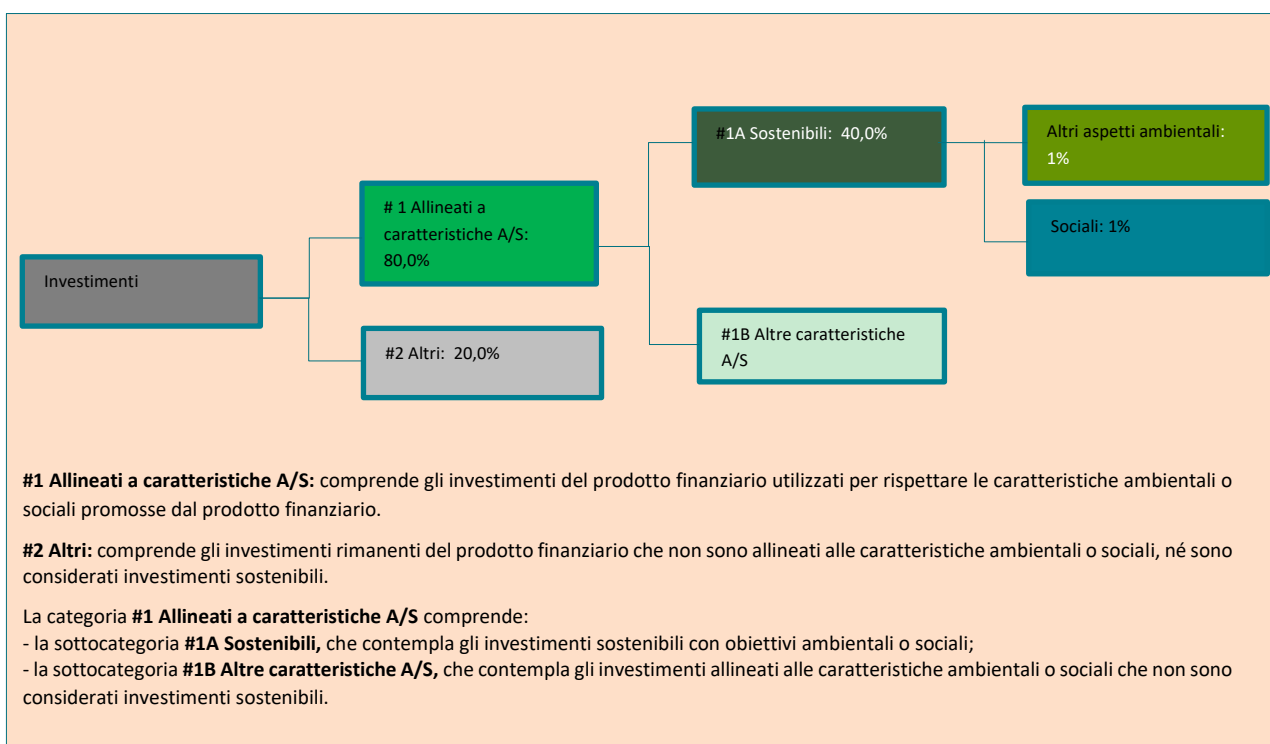 #1A Sostenibili: 40,0%
Altri aspetti ambientali:
1%
# 1 Allineati a
caratteristiche A/S:
80,0%
Sociali: 1%
Investimenti
#2 Altri: 20,0%
#1B Altre caratteristiche
A/S
#1 Allineati a caratteristiche A/S: comprende gli investimenti del prodotto finanziario utilizzati per rispettare le caratteristiche ambientali o
sociali promosse dal prodotto finanziario.
#2 Altri: comprende gli investimenti rimanenti del prodotto finanziario che non sono allineati alle caratteristiche ambientali o sociali, né sono
considerati investimenti sostenibili.
La categoria #1 Allineati a caratteristiche A/S comprende:
- la sottocategoria #1A Sostenibili, che contempla gli investimenti sostenibili con obiettivi ambientali o sociali;
- la sottocategoria #1B Altre caratteristiche A/S, che contempla gli investimenti allineati alle caratteristiche ambientali o sociali che non sono
considerati investimenti sostenibili.